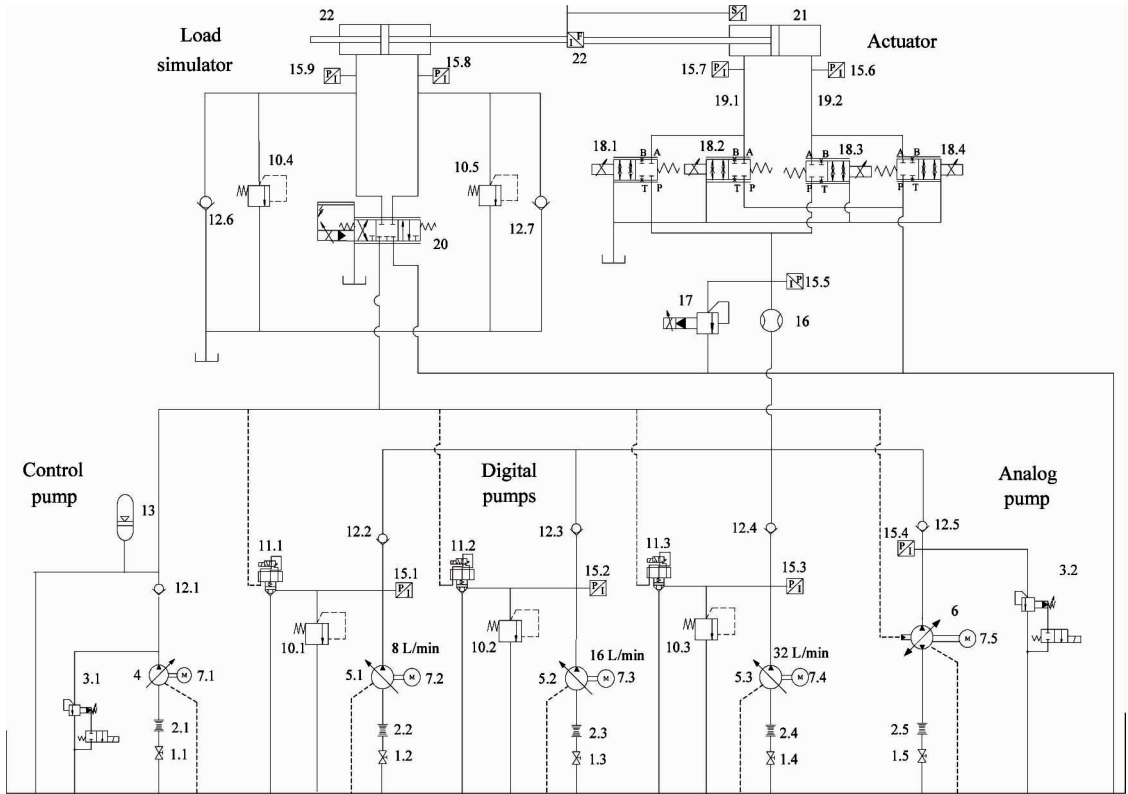 22
S I
21
Load
simulator
I F
22
Actuator
15.9 P I
P I 15.8
15.7 P I
P I 15.6
19.1
19.2
18.1
B A
18.2
B A
A B
18.3
A B
18.4
T P
T P
P T
P T
10.4
10.5
12.6
12.7
20
17
I P 15.5
16
Control
pump
Digital
pumps
Analog
pump
13
12.2
12.3
12.4
12.5
15.4 P I
11.1
11.2
11.3
12.1
15.1
P I
15.2
P I
15.3
P I
3.2
10.1
10.2
10.3
6
M 7.5
8 L/min
16 L/min
32 L/min
3.1
4
M 7.1
5.1
M 7.2
5.2
M 7.3
5.3
M 7.4
2.1
2.2
2.3
2.4
2.5
1.1
1.2
1.3
1.4
1.5